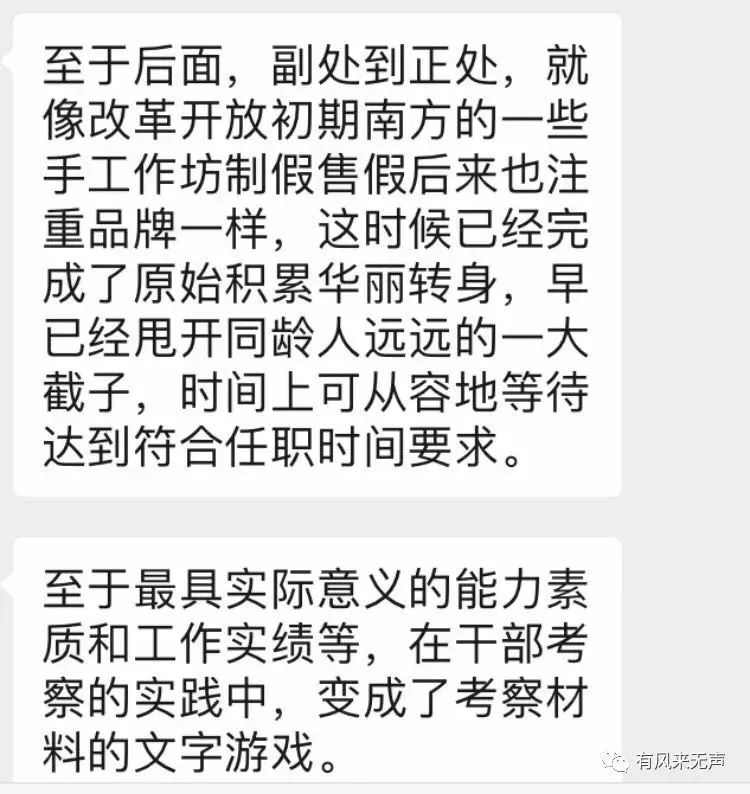 至于后面，副处到正处，就
像改革开放初期南方的一些
手工作坊制假售假后来也注
重品牌一样，这时候已经完
成了原始积累华丽转身，早
已经甩开同龄人远远的一大
截子，时间上可从容地等待
达到符合任职时间要求。
至于最具实际意义的能力素
质和工作实绩等，在干部考
察的实践中，变成了考察材
料的文字游戏。
有风来无声